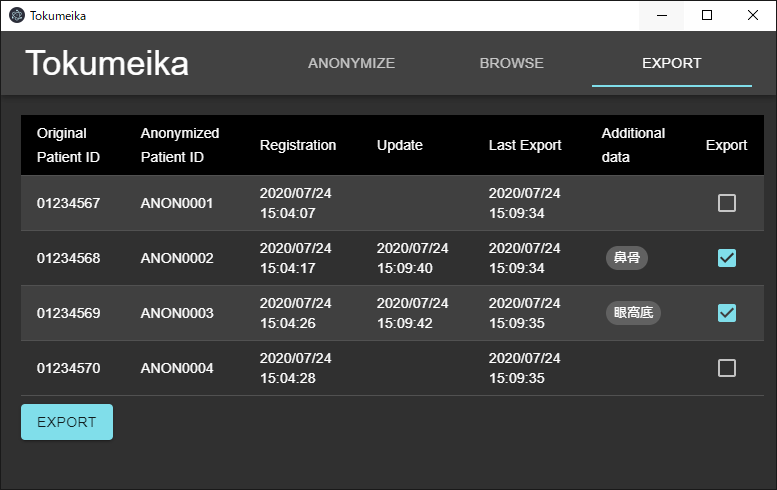 Tokumeika
Tokumeika
ANONYMIZE
BROWSE
EXPORT
Original
Patient ID
Anonymized
Patient ID
Registration
Update
Last Export
Additional
data
Export
01234567
ANON0001
2020/07/24
15:04:07
2020/07/24
15:09:34
01234568
ANON0002
2020/07/24
15:04:17
2020/07/24
15:09:40
2020/07/24
15:09:34
鼻骨
01234569
ANON0003
2020/07/24
15:04:26
2020/07/24
15:09:42
2020/07/24
15:09:35
眼窩底
01234570
ANON0004
2020/07/24
15:04:28
2020/07/24
15:09:35
EXPORT